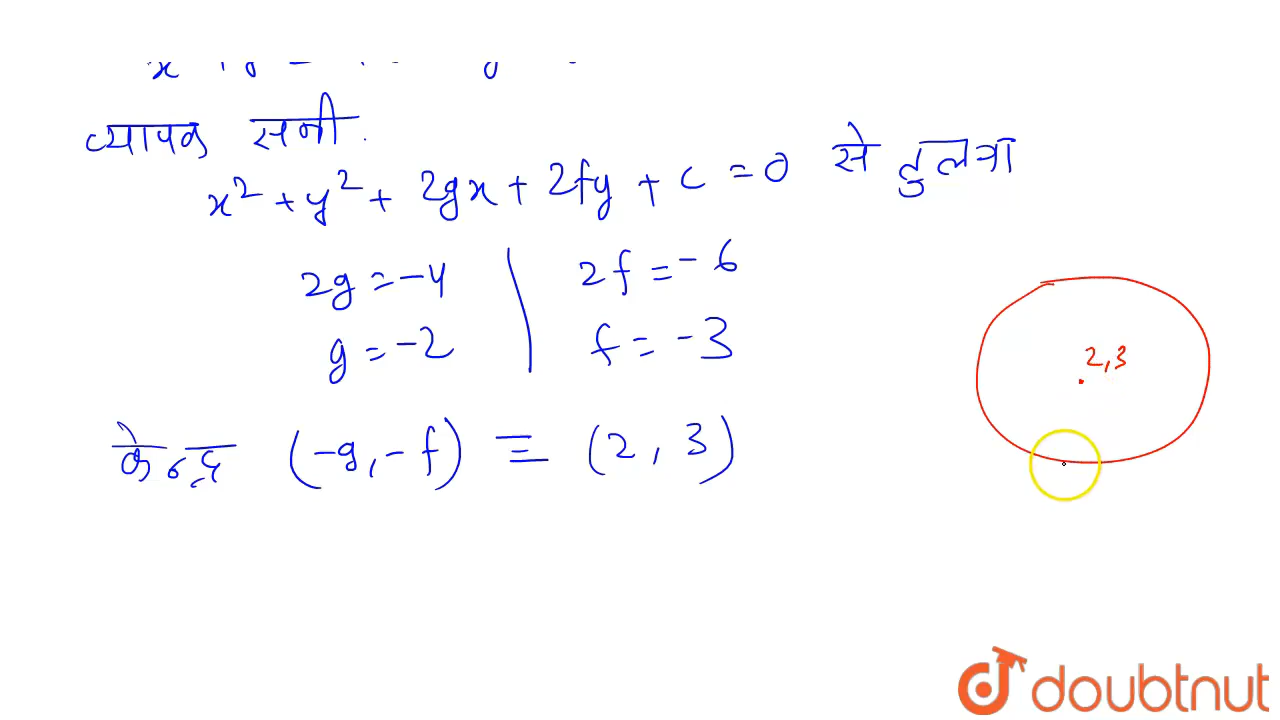 व्यापक समी.
x² + y² + 2gx + 2fy + c = 0 से तुलना
2g = -4 | 2f = -6
g = -2 | f = -3
2,3
केन्द्र (-g, -f) ≡ (2, 3)
doubtnut